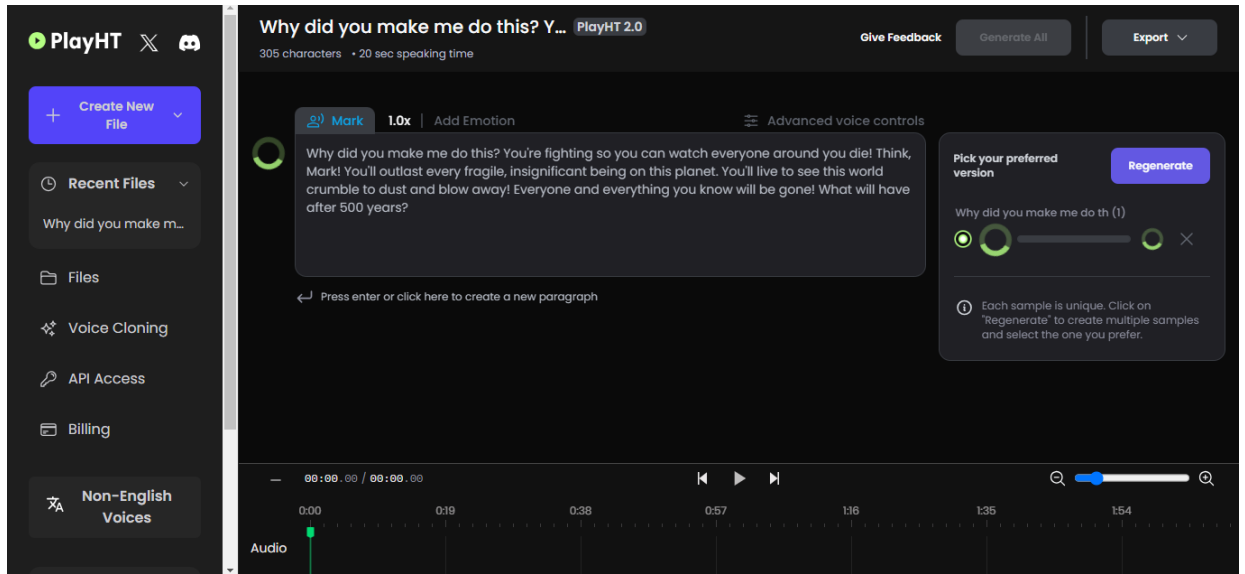 PlayHT
Create New
File
Recent Files
Why did you make m...
Files
Voice Cloning
API Access
Billing
Non-English
Voices
Why did you make me do this? Y... PlayHT 2.0
305 characters • 20 sec speaking time
Give Feedback
Generate All
Export
Mark 1.0x | Add Emotion
Advanced voice controls
Why did you make me do this? You're fighting so you can watch everyone around you die! Think,
Mark! You'll outlast every fragile, insignificant being on this planet. You'll live to see this world
crumble to dust and blow away! Everyone and everything you know will be gone! What will have
after 500 years?
Press enter or click here to create a new paragraph
Pick your preferred
version
Regenerate
Why did you make me do th (1)
Each sample is unique. Click on
"Regenerate" to create multiple samples
and select the one you prefer.
00:00.00 / 00:00.00
0:00 0:19 0:38 0:57 1:16 1:35 1:54
Audio